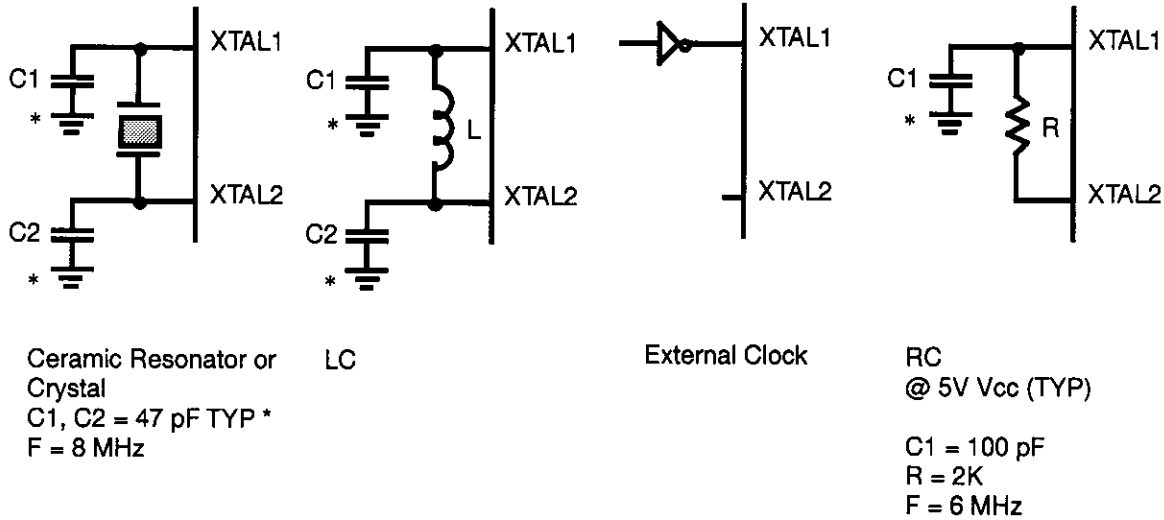 XTAL1
C1
*
XTAL2
C2
*
Ceramic Resonator or
Crystal
C1, C2 = 47 pF TYP *
F = 8 MHz
XTAL1
C1
*
L
XTAL2
C2
*
LC
XTAL1
XTAL2
External Clock
XTAL1
C1
*
R
XTAL2
RC
@ 5V Vcc (TYP)
C1 = 100 pF
R = 2K
F = 6 MHz